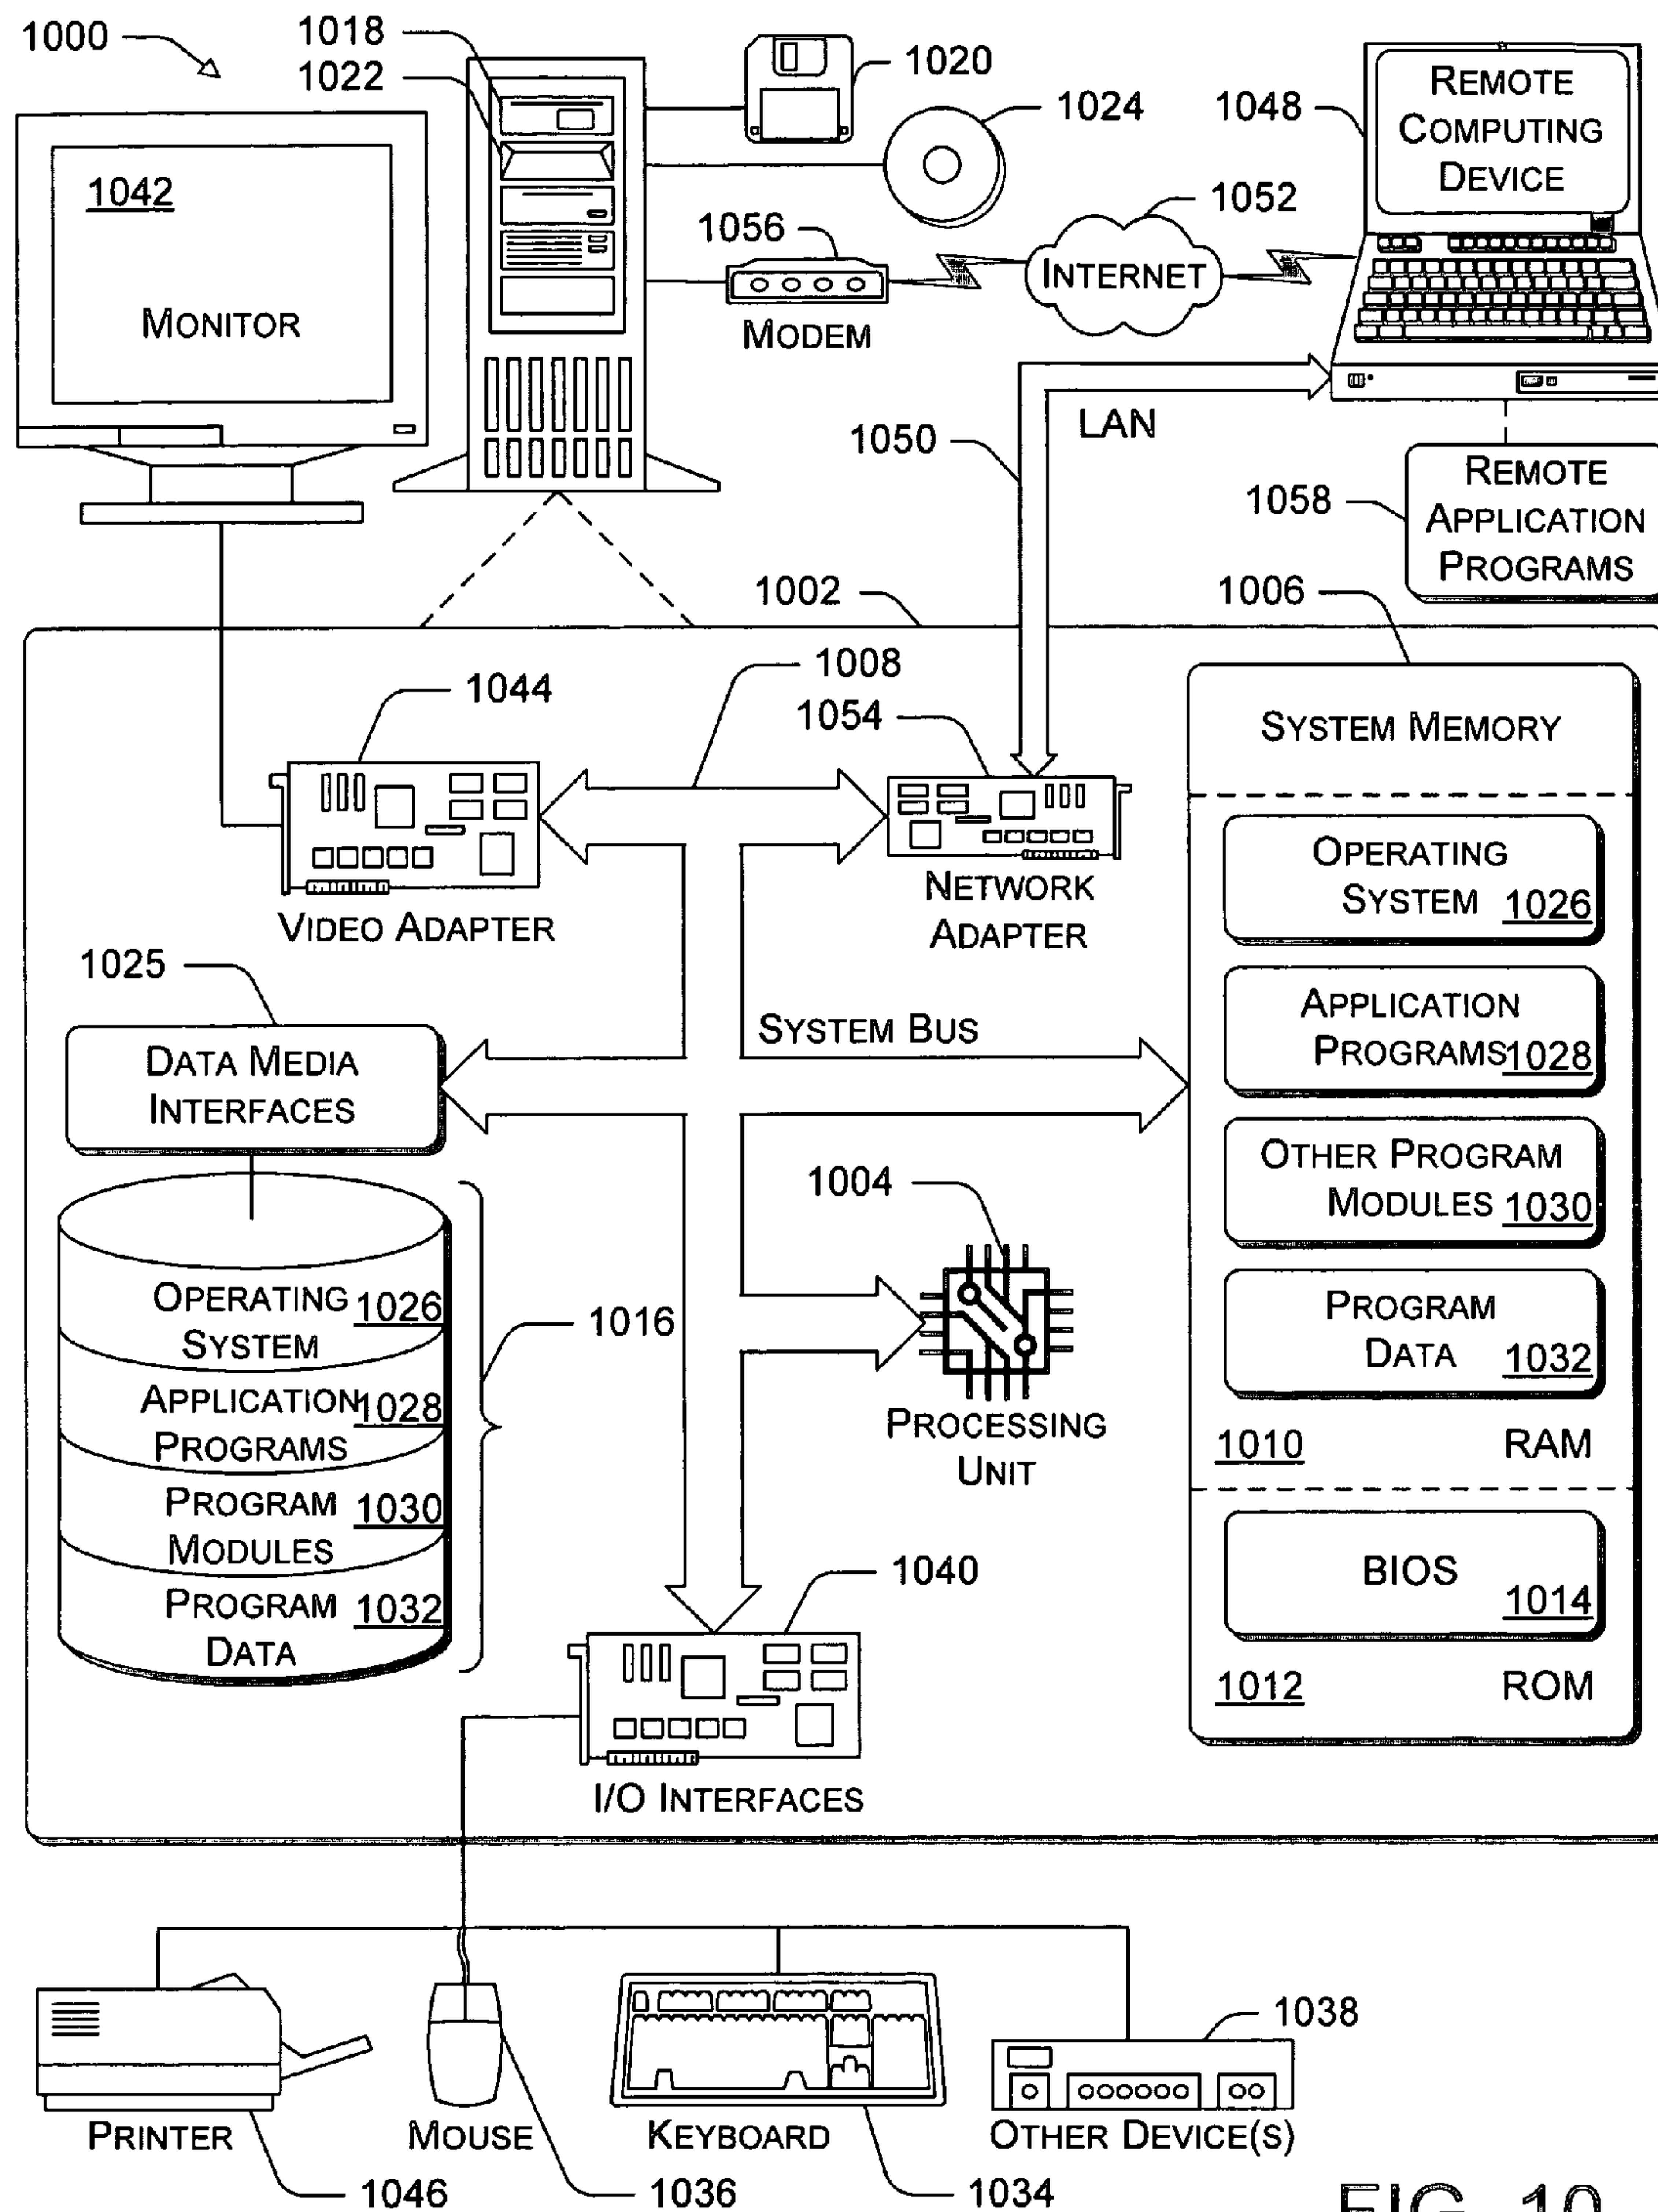 1000
1018
1022
1020
1024
1048
REMOTE
COMPUTING
DEVICE
1042
MONITOR
1056
MODEM
1052
INTERNET
LAN
1050
REMOTE
APPLICATION
PROGRAMS
1058
1002
1006
1008
1044
1054
VIDEO ADAPTER
NETWORK
ADAPTER
SYSTEM MEMORY
OPERATING
SYSTEM 1026
APPLICATION
PROGRAMS 1028
OTHER PROGRAM
MODULES 1030
PROGRAM
DATA 1032
1010 RAM
BIOS
1014
1012 ROM
1025
DATA MEDIA
INTERFACES
SYSTEM BUS
1004
PROCESSING
UNIT
OPERATING 1026
SYSTEM
APPLICATION 1028
PROGRAMS
PROGRAM 1030
MODULES
PROGRAM 1032
DATA
1016
1040
I/O INTERFACES
PRINTER
1046
MOUSE
1036
KEYBOARD
1034
1038
OTHER DEVICE(S)
FIG. 10